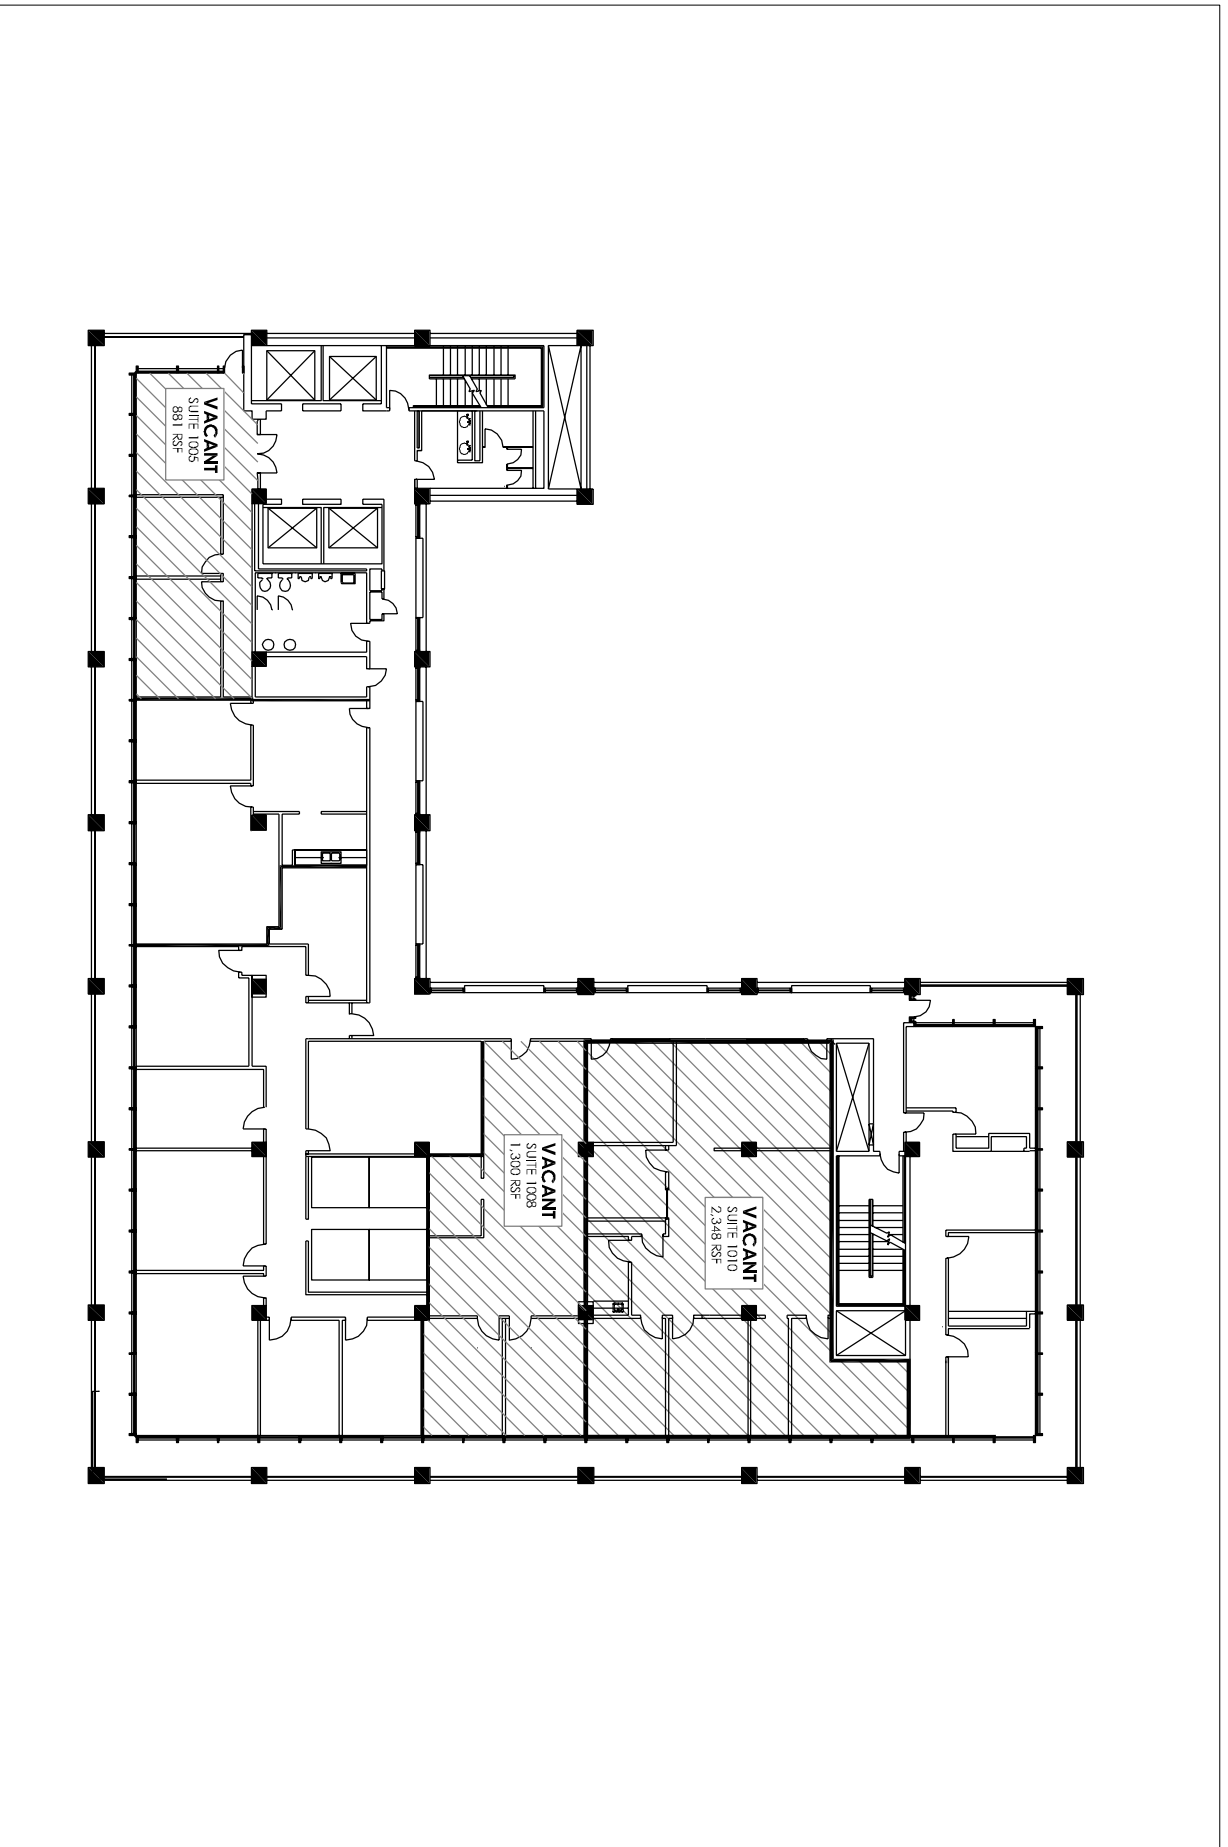 VACANT
SUITE 1005
881 RSF
VACANT
SUITE 1008
1,300 RSF
VACANT
SUITE 1010
2,348 RSF